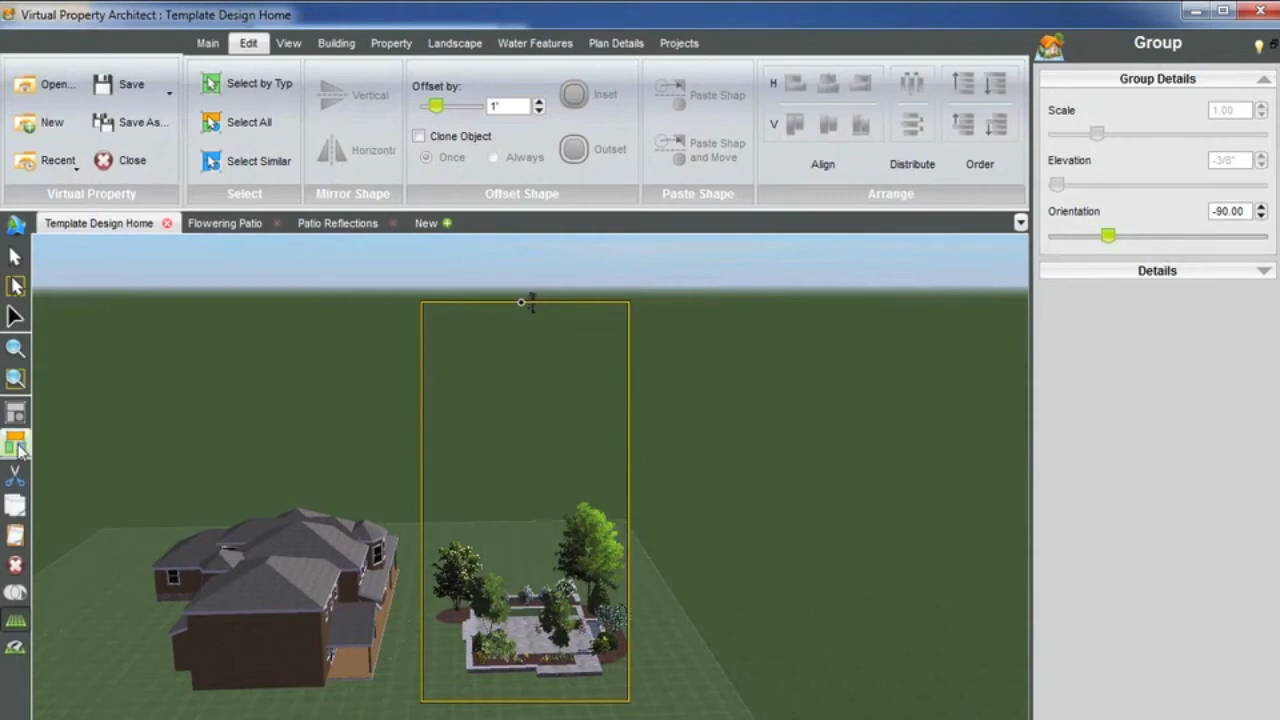 Virtual Property Architect : Template Design Home
Main Edit View Building Property Landscape Water Features Plan Details Projects
Open... Save
New Save As...
Recent Close
Virtual Property
Select by Typ
Select All
Select Similar
Select
Vertical
Horizonti
Mirror Shape
Offset by: 1'
Clone Object
Once Always
Inset
Outset
Offset Shape
Paste Shap
Paste Shap
and Move
Paste Shape
H
V
Align Distribute Order
Arrange
Template Design Home Flowering Patio Patio Reflections New
Group
Group Details
Scale 1.00
Elevation -3/8"
Orientation -90.00
Details